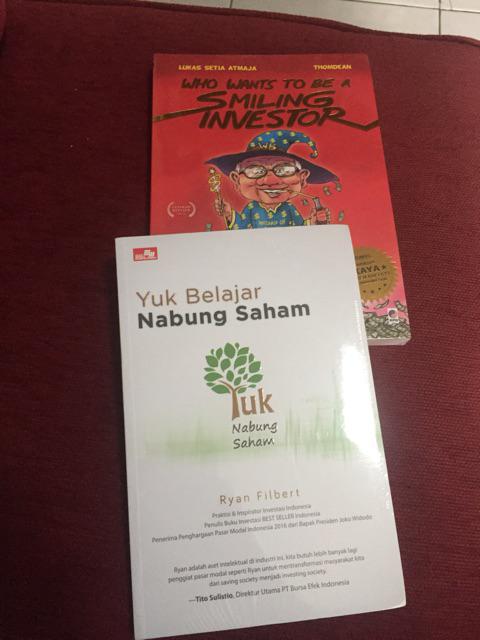 LUKAS SETIA ATMAJA THOMDEAN
WHO WANTS TO BE A
SMILING
INVESTOR
Yuk Belajar
Nabung Saham
Yuk
Nabung
Saham
Ryan Filbert
Praktisi & Inspirator Investasi Indonesia
Penulis Buku Investasi BEST SELLER Indonesia
Penerima Penghargaan Pasar Modal Indonesia 2016 dari Bapak Presiden Joko Widodo
Ryan adalah aset intelektual di industri ini, kita butuh lebih banyak lagi
penggiat pasar modal seperti Ryan untuk mentransformasi masyarakat kita
dari saving society menjadi investing society.
—Tito Sulistio, Direktur Utama PT Bursa Efek Indonesia